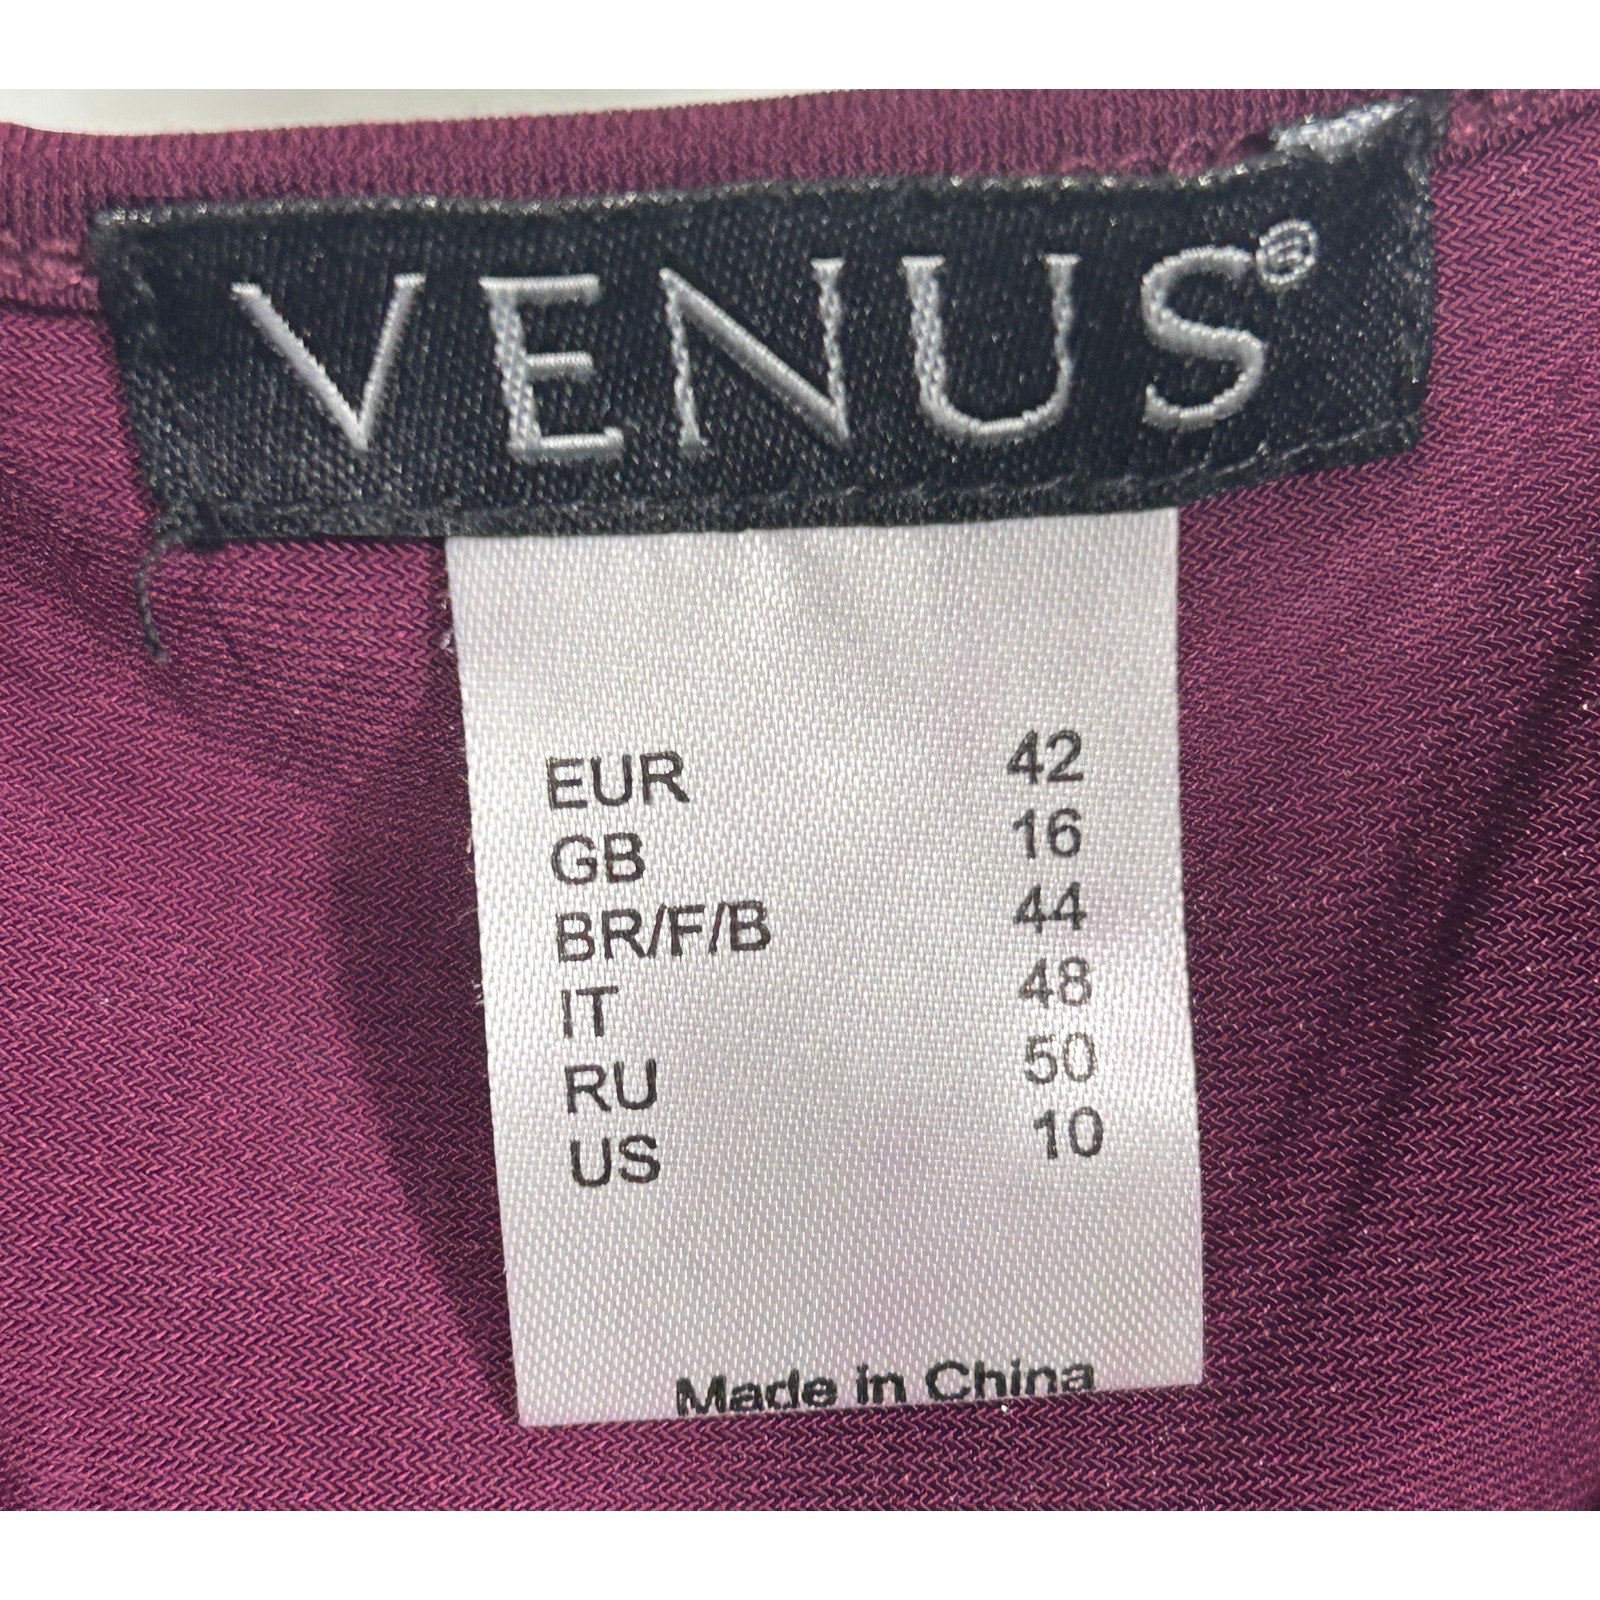 VENUS®
EUR 42
GB 16
BR/F/B 44
IT 48
RU 50
US 10
Made in China